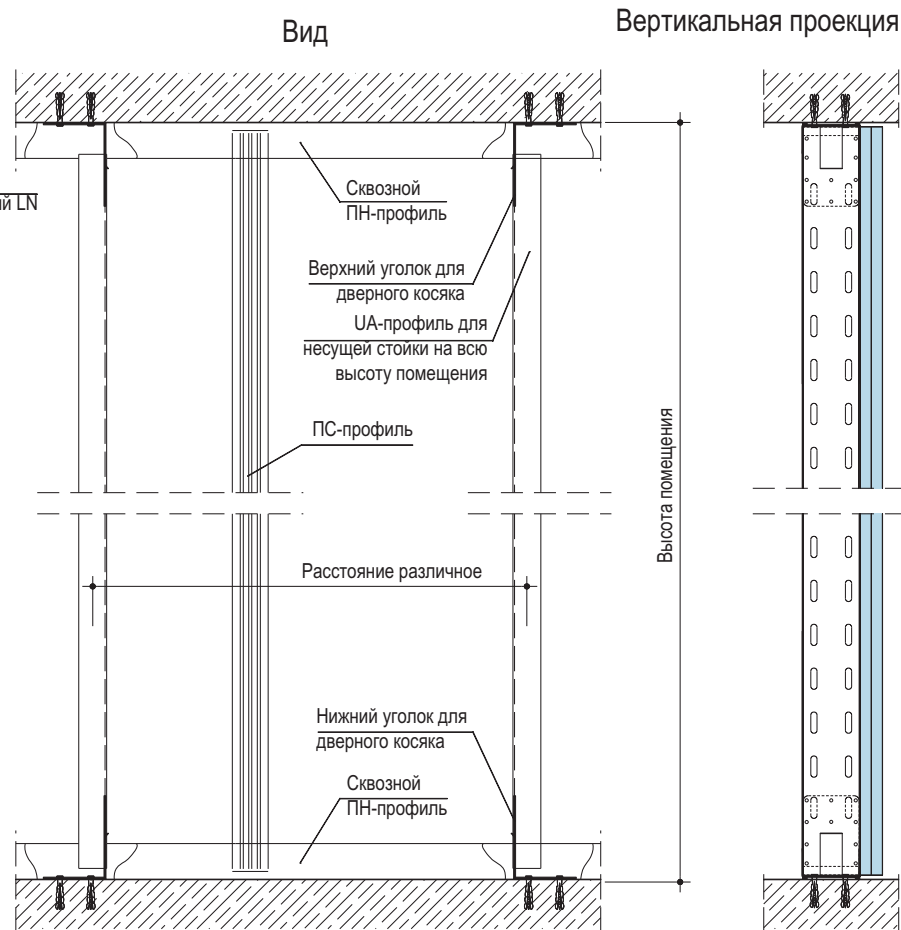 Вид
Вертикальная проекция
й LN
Сквозной
ПН-профиль
Верхний уголок для
дверного косяка
UA-профиль для
несущей стойки на всю
высоту помещения
ПС-профиль
Высота помещения
Расстояние различное
Нижний уголок для
дверного косяка
Сквозной
ПН-профиль